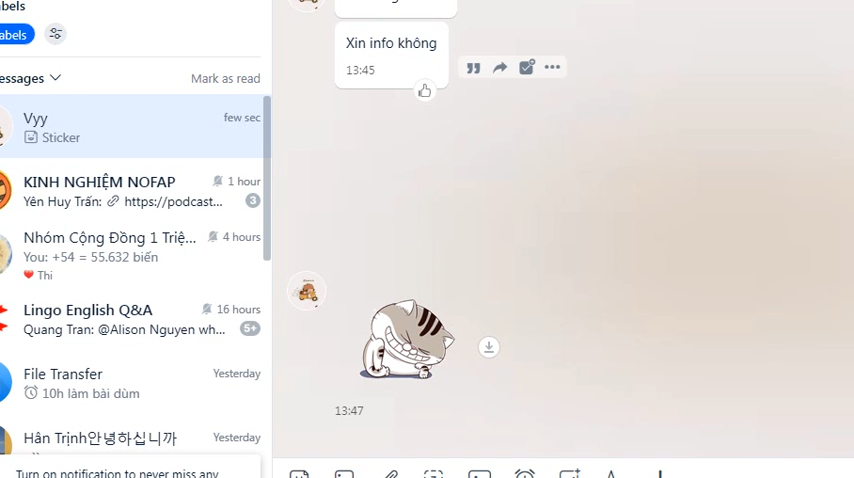 abels
abels
essages
Mark as read
Vyy
few sec
Sticker
KINH NGHIỆM NOFAP
1 hour
Yên Huy Trấn: https://podcast...
3
Nhóm Cộng Đồng 1 Triệ...
4 hours
You: +54 = 55.632 biến
Thi
Lingo English Q&A
16 hours
Quang Tran: @Alison Nguyen wh...
5+
File Transfer
Yesterday
10h làm bài dùm
Hân Trịnh안녕하십니까
Yesterday
Turn on notification to never miss any
Xin info không
13:45
13:47